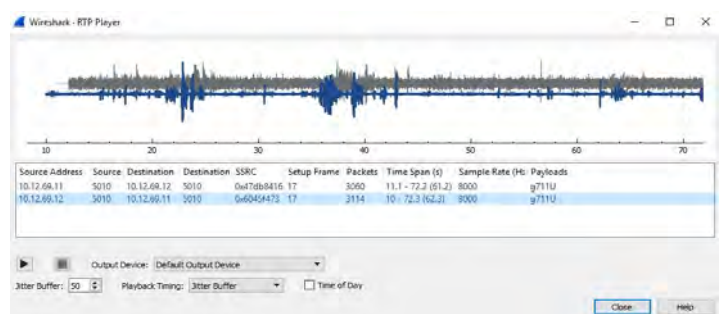 Wireshark · RTP Player
10 20 30 40 50 60 70
Source Address Source Destination Destination SSRC Setup Frame Packets Time Span (s) Sample Rate (Hz Payloads
10.12.69.11 5010 10.12.69.12 5010 0x47db8416 17 3060 11.1 - 72.2 (61.2) 8000 g711U
10.12.69.12 5010 10.12.69.11 5010 0x6045f473 17 3114 10 - 72.3 (62.3) 8000 g711U
Output Device: Default Output Device
Jitter Buffer: 50 Playback Timing: Jitter Buffer Time of Day
Close Help